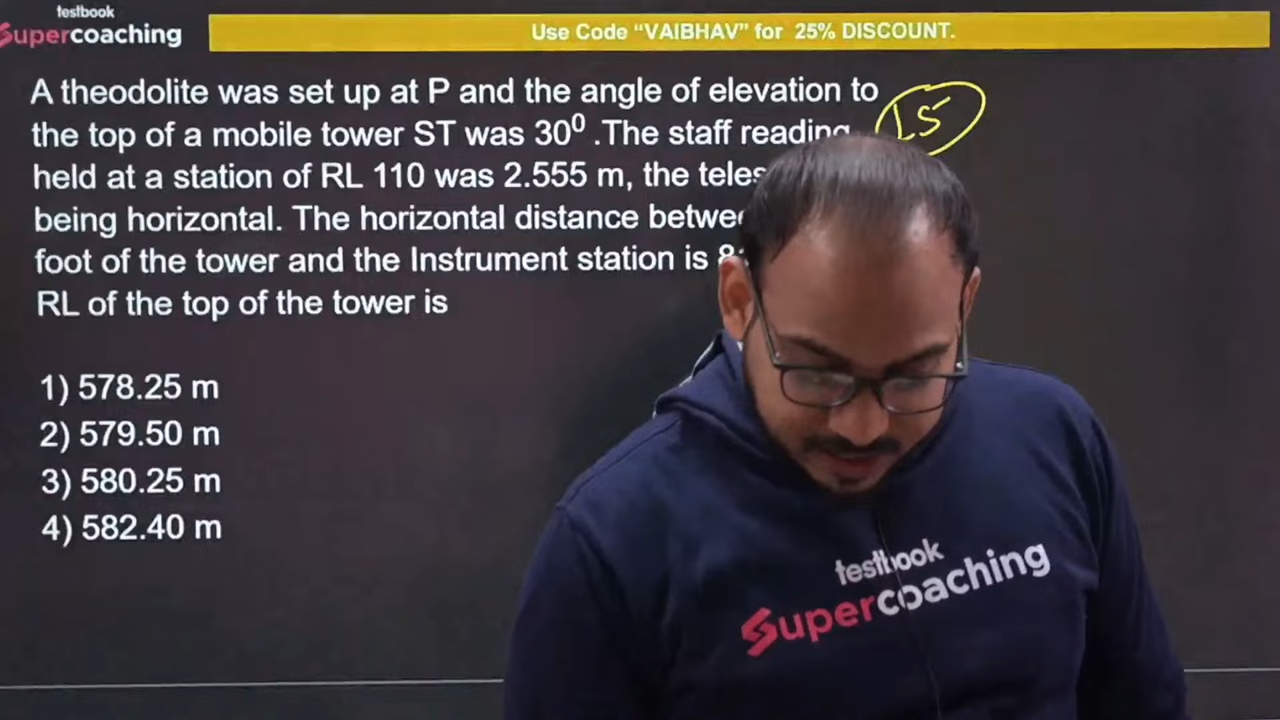 testbook
Supercoaching
Use Code “VAIBHAV” for 25% DISCOUNT.
A theodolite was set up at P and the angle of elevation to
the top of a mobile tower ST was 30⁰ .The staff reading
held at a station of RL 110 was 2.555 m, the
being horizontal. The horizontal distance
foot of the tower and the Instrument station is
RL of the top of the tower is
1) 578.25 m
2) 579.50 m
3) 580.25 m
4) 582.40 m
testbook
Supercoaching